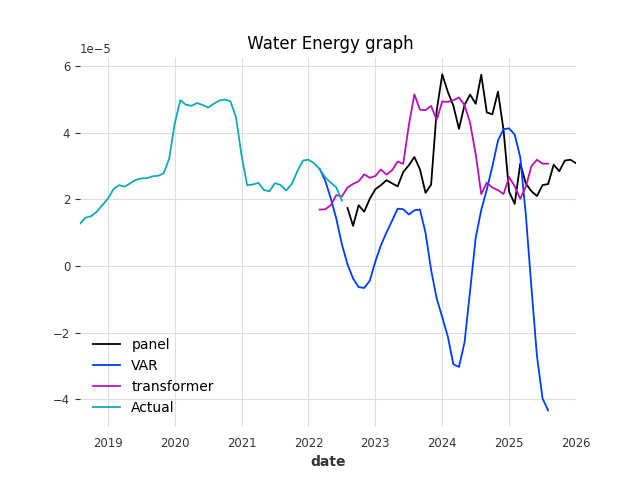 Water Energy graph
1e−5
6
4
2
0
−2
−4
panel
VAR
transformer
Actual
2019 2020 2021 2022 2023 2024 2025 2026
date